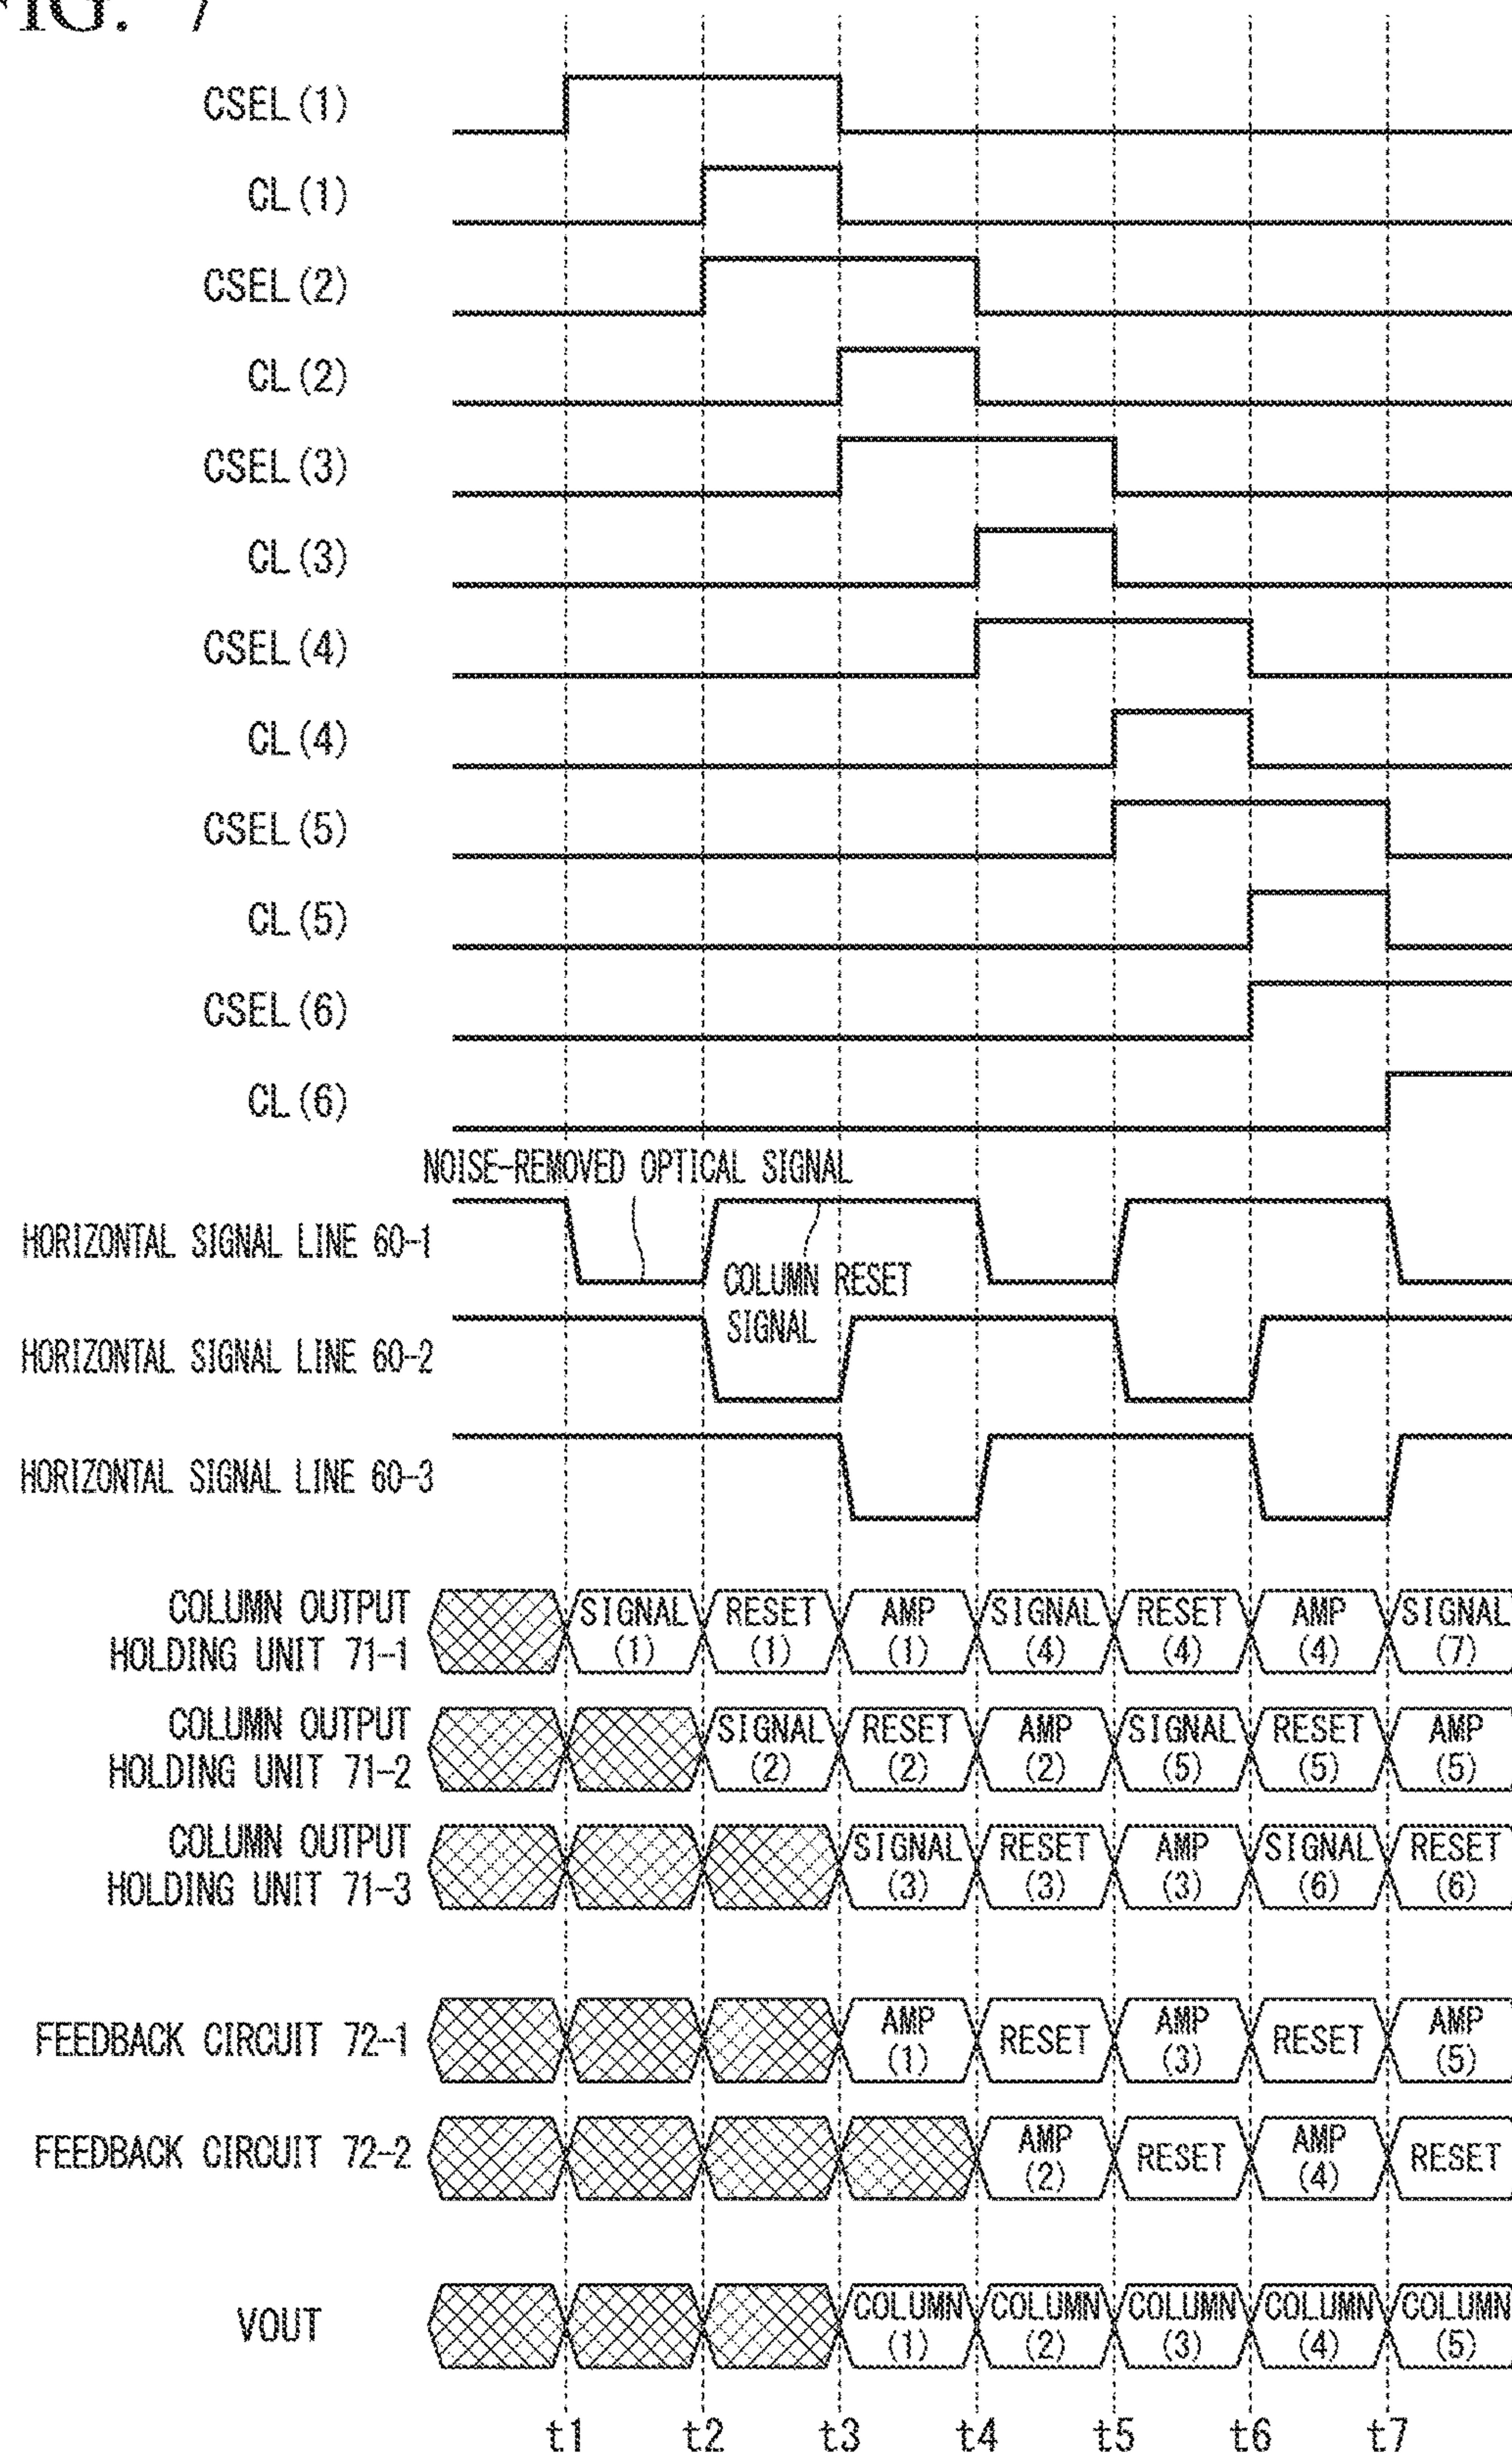 FIG. 7
CSEL(1)
CL(1)
CSEL(2)
CL(2)
CSEL(3)
CL(3)
CSEL(4)
CL(4)
CSEL(5)
CL(5)
CSEL(6)
CL(6)
NOISE-REMOVED OPTICAL SIGNAL
HORIZONTAL SIGNAL LINE 60-1
COLUMN RESET
SIGNAL
HORIZONTAL SIGNAL LINE 60-2
HORIZONTAL SIGNAL LINE 60-3
COLUMN OUTPUT SIGNAL RESET AMP SIGNAL RESET AMP SIGNAL
HOLDING UNIT 71-1 (1) (1) (1) (4) (4) (4) (7)
COLUMN OUTPUT SIGNAL RESET AMP SIGNAL RESET AMP
HOLDING UNIT 71-2 (2) (2) (2) (5) (5) (5)
COLUMN OUTPUT SIGNAL RESET AMP SIGNAL RESET
HOLDING UNIT 71-3 (3) (3) (3) (6) (6)
FEEDBACK CIRCUIT 72-1 AMP RESET AMP RESET AMP
(1) (3) (5)
FEEDBACK CIRCUIT 72-2 AMP RESET AMP RESET
(2) (4)
VOUT COLUMN COLUMN COLUMN COLUMN COLUMN
(1) (2) (3) (4) (5)
t1 t2 t3 t4 t5 t6 t7